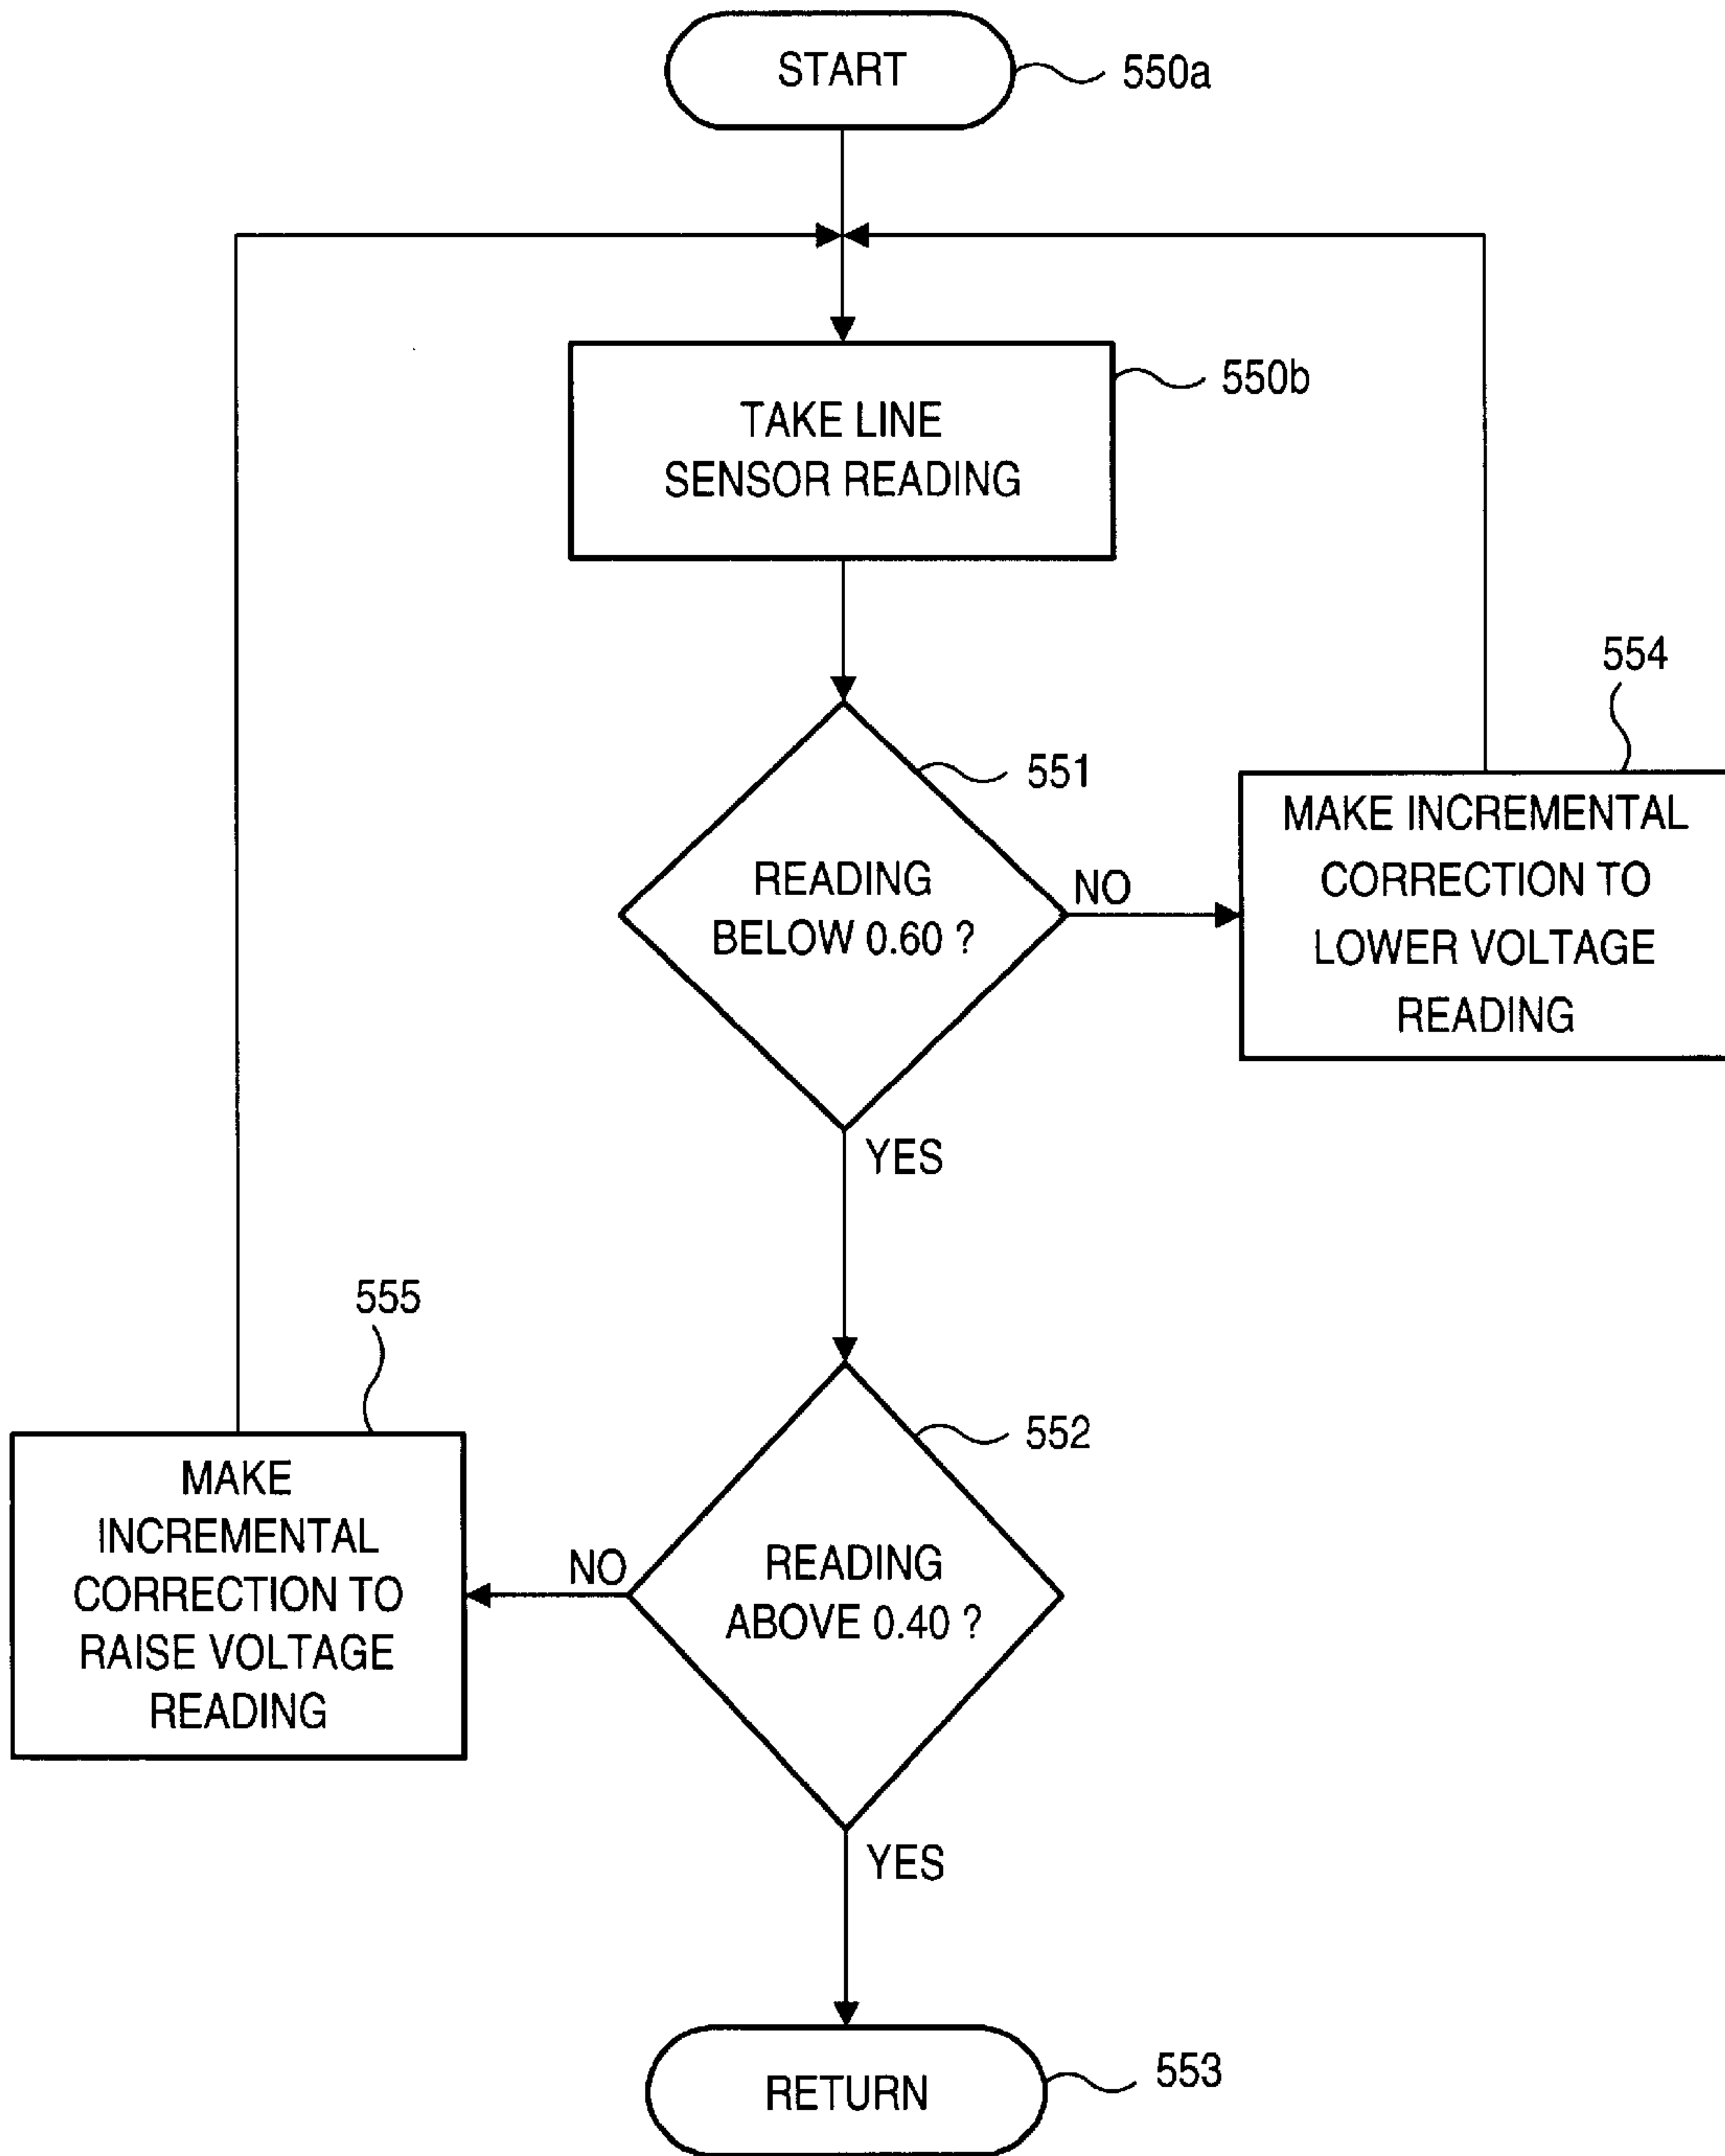 START
550a
TAKE LINE
SENSOR READING
550b
551
READING
BELOW 0.60 ?
NO
554
MAKE INCREMENTAL
CORRECTION TO
LOWER VOLTAGE
READING
YES
555
MAKE
INCREMENTAL
CORRECTION TO
RAISE VOLTAGE
READING
NO
552
READING
ABOVE 0.40 ?
YES
RETURN
553